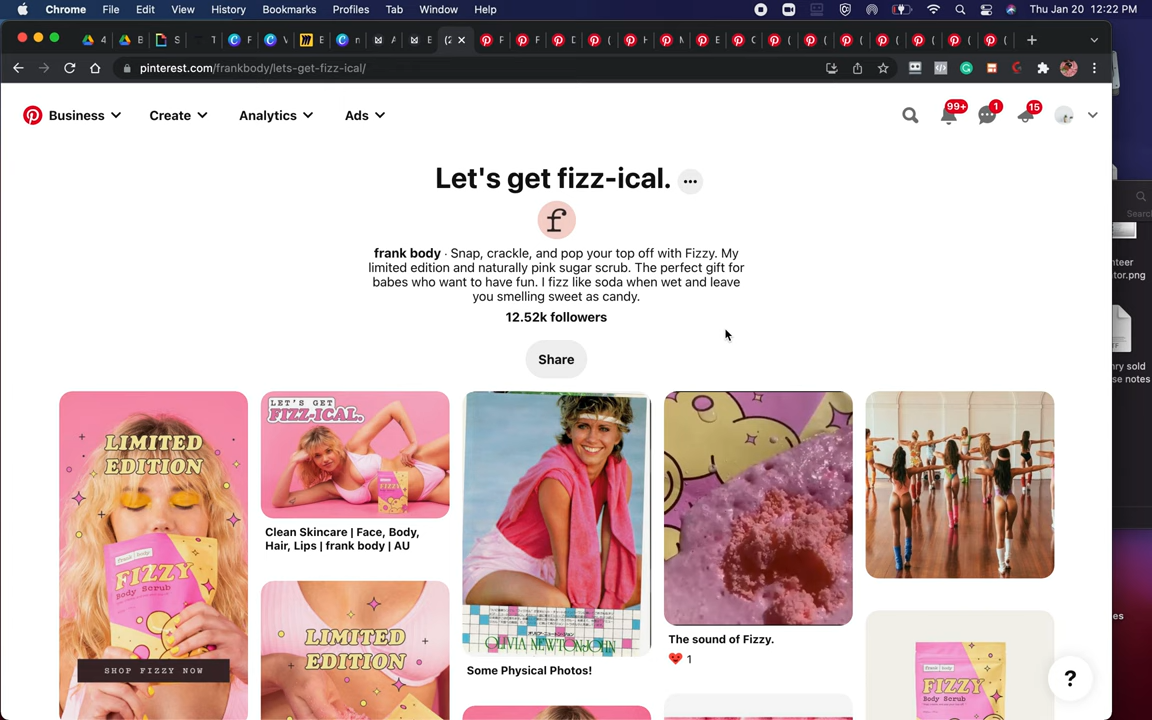 Chrome File Edit View History Bookmarks Profiles Tab Window Help
Thu Jan 20 12:22 PM
pinterest.com/frankbody/lets-get-fizz-ical/
Business Create Analytics Ads
99+ 1 15
Let's get fizz-ical.
f
frank body · Snap, crackle, and pop your top off with Fizzy. My
limited edition and naturally pink sugar scrub. The perfect gift for
babes who want to have fun. I fizz like soda when wet and leave
you smelling sweet as candy.
12.52k followers
Share
LIMITED
EDITION
frank body
FIZZY
Body Scrub
SHOP FIZZY NOW
LET'S GET
FIZZ-ICAL.
FIZZY
Clean Skincare | Face, Body,
Hair, Lips | frank body | AU
LIMITED
EDITION
OLIVIA NEWTON JOHN
Some Physical Photos!
The sound of Fizzy.
1
frank body
FIZZY
Body Scrub
?